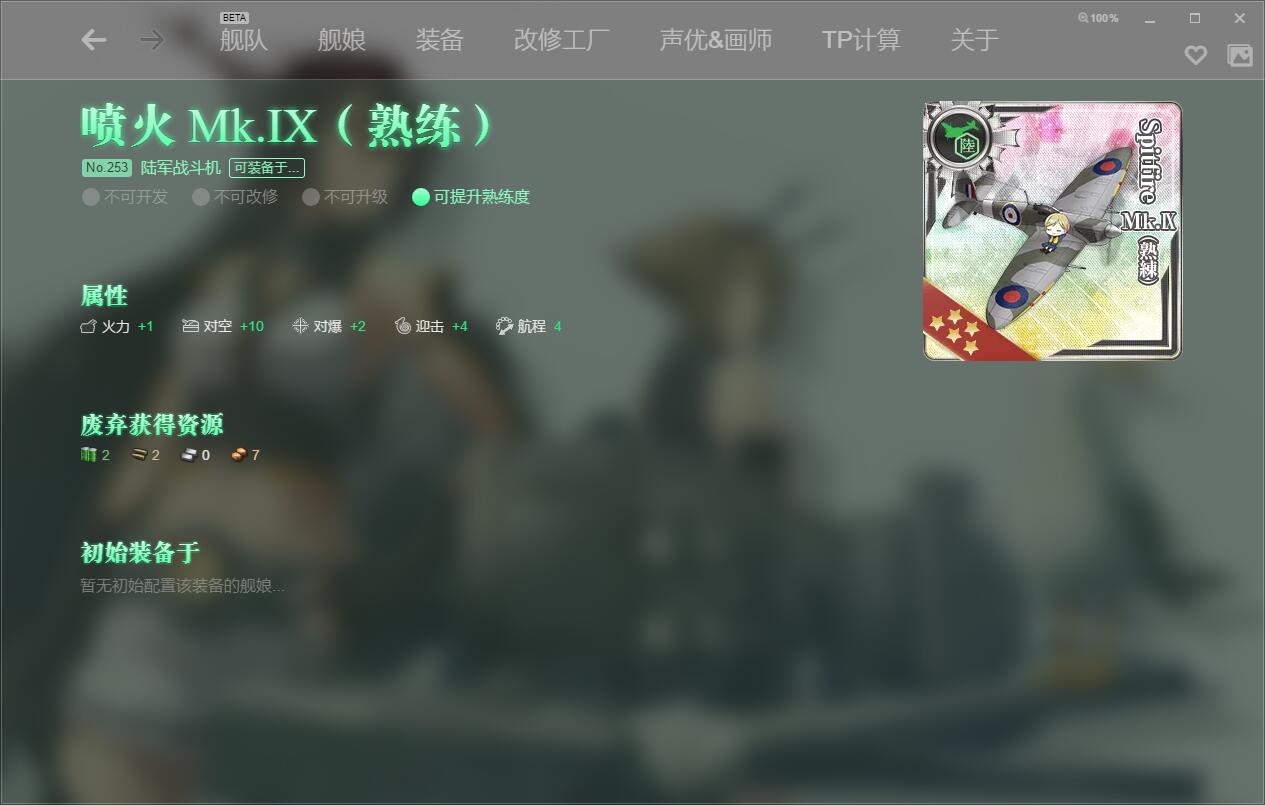 BETA
100%
舰队 舰娘 装备 改修工厂 声优&画师 TP计算 关于
喷火 Mk.IX（熟练）
No.253 陆军战斗机 可装备于...
不可开发 不可改修 不可升级 可提升熟练度
陸
Spitfire
Mk.Ⅸ
(熟練)
属性
火力 +1 对空 +10 对爆 +2 迎击 +4 航程 4
废弃获得资源
2 2 0 7
初始装备于
暂无初始配置该装备的舰娘...